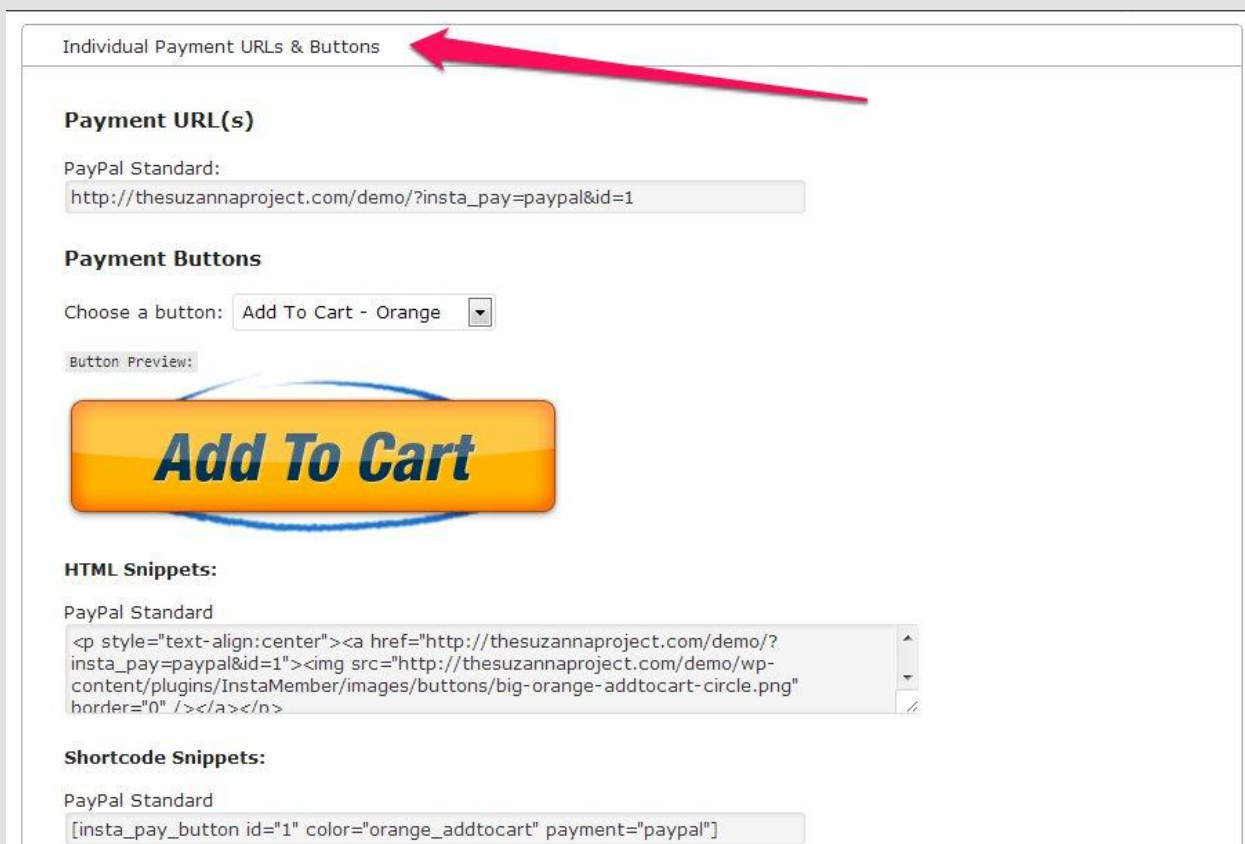 Individual Payment URLs & Buttons
Payment URL(s)
PayPal Standard:
http://thesuzannaproject.com/demo/?insta_pay=paypal&id=1
Payment Buttons
Choose a button: Add To Cart - Orange
Button Preview:
Add To Cart
HTML Snippets:
PayPal Standard
<p style="text-align:center"><a href="http://thesuzannaproject.com/demo/?
insta_pay=paypal&id=1"><img src="http://thesuzannaproject.com/demo/wp-
content/plugins/InstaMember/images/buttons/big-orange-addtocart-circle.png"
border="0" /></a></p>
Shortcode Snippets:
PayPal Standard
[insta_pay_button id="1" color="orange_addtocart" payment="paypal"]